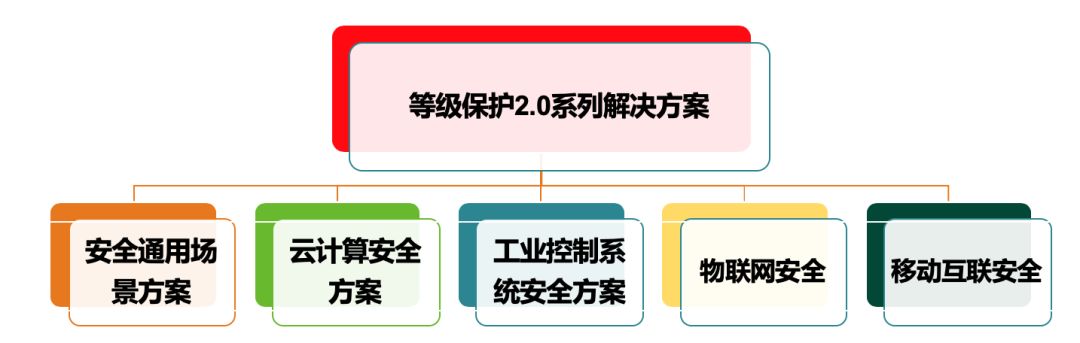 等级保护2.0系列解决方案
安全通用场
景方案
云计算安全
方案
工业控制系
统安全方案
物联网安全
移动互联安全